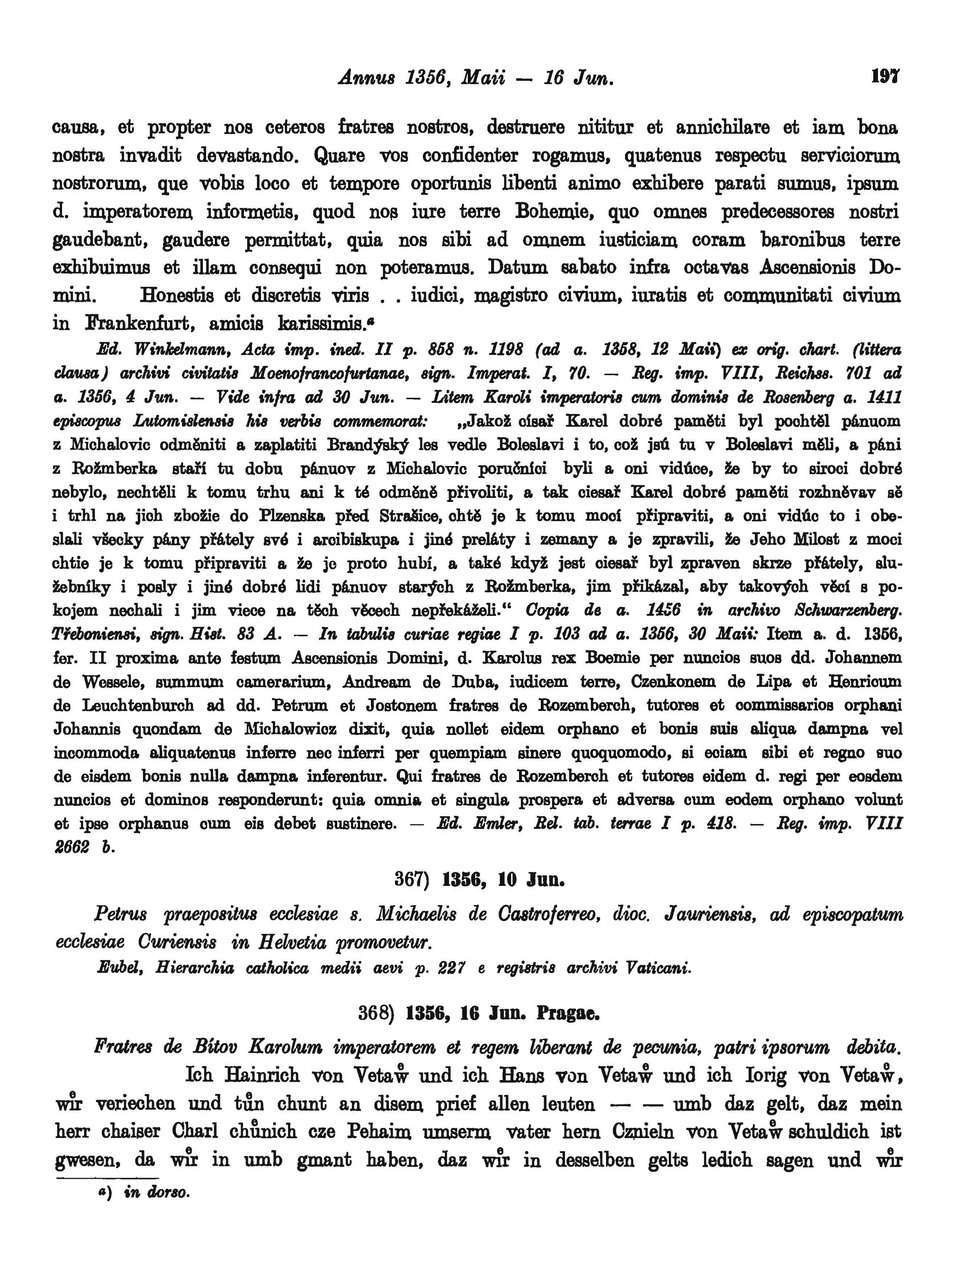 Annus 1356, Maii — 16 Jun. 197
causa, et propter nos ceteros fratres nostros, destruere nititur et annichilare et iam bona
nostra invadit devastando. Quare vos confidenter rogamus, quatenus respectu serviciorum
nostrorum, que vobis loco et tempore oportunis libenti animo exhibere parati sumus, ipsum
d. imperatorem informetis, quod nos iure terre Bohemie, quo omnes predecessores nostri
gaudebant, gaudere permittat, quia nos sibi ad omnem iusticiam coram baronibus terre
exhibuimus et illam consequi non poteramus. Datum sabato infra octavas Ascensionis Do-
mini. Honestis et discretis viris . . iudici, magistro civium, iuratis et communitati civium
in Frankenfurt, amicis karissimis.ᵃ
Ed. Winkelmann, Acta imp. ined. II p. 858 n. 1198 (ad a. 1358, 12 Maii) ex orig. chart. (littera
clausa) archivi civitatis Moenofrancofurtanae, sign. Imperat. I, 70. — Reg. imp. VIII, Reichss. 701 ad
a. 1356, 4 Jun. — Vide infra ad 30 Jun. — Litem Karoli imperatoris cum dominis de Rosenberg a. 1411
episcopus Lutomislensis his verbis commemorat: „Jakož císař Karel dobré paměti byl pochtěl pánuom
z Michalovic odměniti a zaplatiti Brandýský les vedle Boleslavi i to, což jsú tu v Boleslavi měli, a páni
z Rožmberka staří tu dobu pánuov z Michalovic poručníci byli a oni vidúce, že by to siroci dobré
nebylo, nechtěli k tomu trhu ani k té odměně přivoliti, a tak ciesař Karel dobré paměti rozhněvav sě
i trhl na jich zbožie do Plzenska před Strašice, chtě je k tomu mocí připraviti, a oni vidúc to i obe-
slali všecky pány přátely své i arcibiskupa i jiné preláty i zemany a je zpravili, že Jeho Milost z moci
chtie je k tomu připraviti a že je proto hubí, a také když jest ciesař byl zpraven skrze přátely, slu-
žebníky i posly i jiné dobré lidi pánuov starých z Rožmberka, jim přikázal, aby takových věcí s po-
kojem nechali i jim viece na těch věcech nepřekáželi.“ Copia de a. 1456 in archivo Schwarzenberg.
Třeboniensi, sign. Hist. 83 A. — In tabulis curiae regiae I p. 103 ad a. 1356, 30 Maii: Item a. d. 1356,
fer. II proxima ante festum Ascensionis Domini, d. Karolus rex Boemie per nuncios suos dd. Johannem
de Wessele, summum camerarium, Andream de Duba, iudicem terre, Czenkonem de Lipa et Henricum
de Leuchtenburch ad dd. Petrum et Jostonem fratres de Rozemberch, tutores et commissarios orphani
Johannis quondam de Michalowicz dixit, quia nollet eidem orphano et bonis suis aliqua dampna vel
incommoda aliquatenus inferre nec inferri per quempiam sinere quoquomodo, si eciam sibi et regno suo
de eisdem bonis nulla dampna inferentur. Qui fratres de Rozemberch et tutores eidem d. regi per eosdem
nuncios et dominos responderunt: quia omnia et singula prospera et adversa cum eodem orphano volunt
et ipse orphanus cum eis debet sustinere. — Ed. Emler, Rel. tab. terrae I p. 418. — Reg. imp. VIII
2662 b.
367) 1356, 10 Jun.
Petrus praepositus ecclesiae s. Michaelis de Castroferreo, dioc. Jauriensis, ad episcopatum
ecclesiae Curiensis in Helvetia promovetur.
Eubel, Hierarchia catholica medii aevi p. 227 e registris archivi Vaticani.
368) 1356, 16 Jun. Pragae.
Fratres de Bítov Karolum imperatorem et regem liberant de pecunia, patri ipsorum debita.
Ich Hainrich von Vetaẘ und ich Hans von Vetaẘ und ich Iorig von Vetaẘ,
ẘir veriechen und tůn chunt an disem prief allen leuten — — umb daz gelt, daz mein
herr chaiser Charl chůnich cze Pehaim umserm vater hern Cznieln von Vetaẘ schuldich ist
gwesen, da ẘir in umb gmant haben, daz ẘir in desselben gelts ledich sagen und ẘir
ᵃ) in dorso.